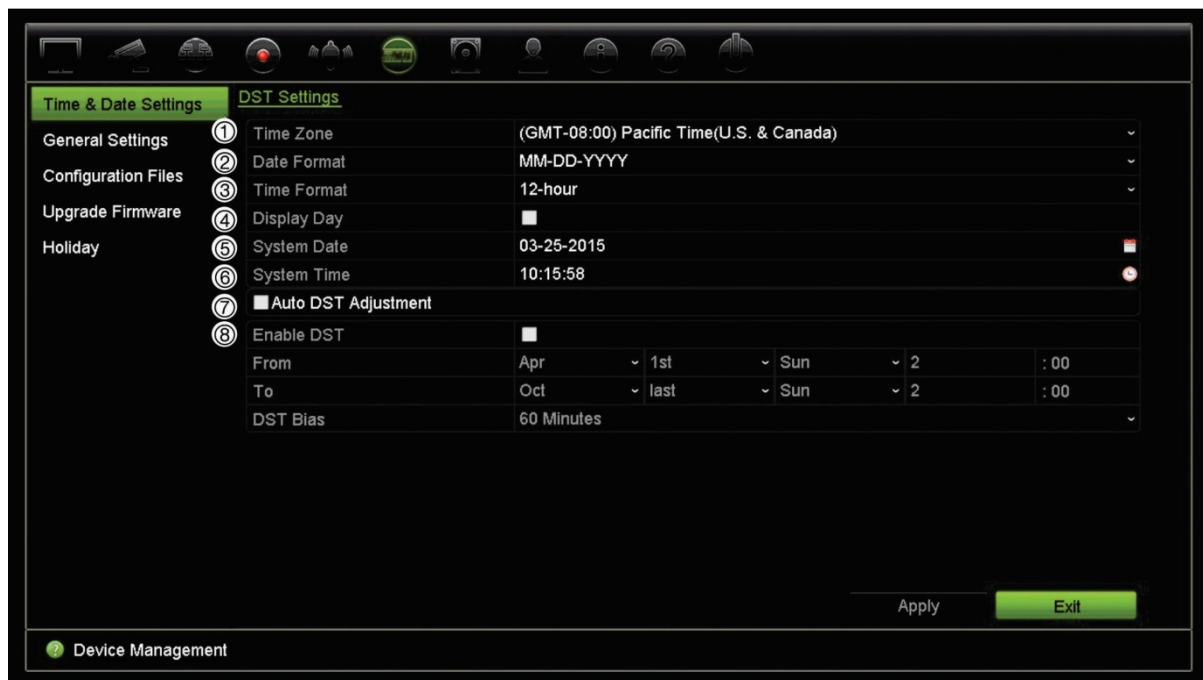 Time & Date Settings
DST Settings
General Settings
Configuration Files
Upgrade Firmware
Holiday
① Time Zone (GMT-08:00) Pacific Time(U.S. & Canada)
② Date Format MM-DD-YYYY
③ Time Format 12-hour
④ Display Day
⑤ System Date 03-25-2015
⑥ System Time 10:15:58
⑦ Auto DST Adjustment
⑧ Enable DST
From Apr 1st Sun 2 : 00
To Oct last Sun 2 : 00
DST Bias 60 Minutes
Apply Exit
? Device Management